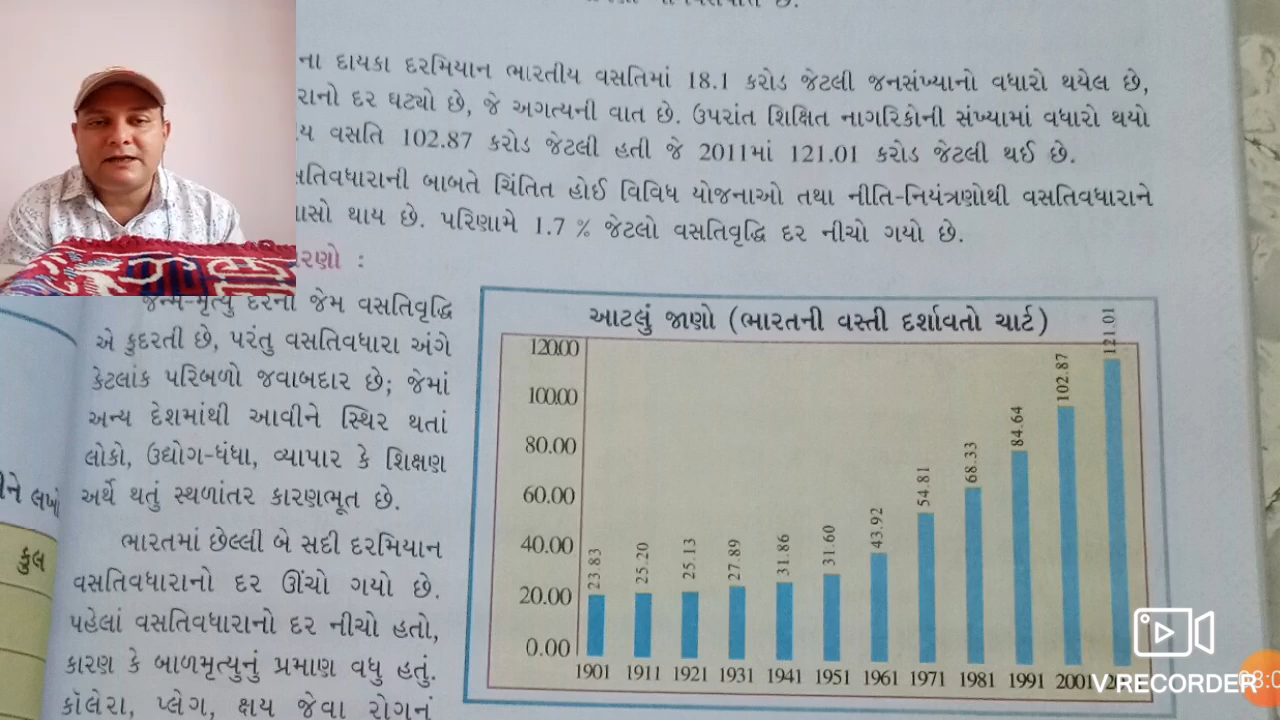 ના દાયકા દરમિયાન ભારતીય વસતિમાં 18.1 કરોડ જેટલી જનસંખ્યાનો વધારો થયેલ છે,
રાનો દર ઘટ્યો છે, જે અગત્યની વાત છે. ઉપરાંત શિક્ષિત નાગરિકોની સંખ્યામાં વધારો થયો
ય વસતિ 102.87 કરોડ જેટલી હતી જે 2011માં 121.01 કરોડ જેટલી થઈ છે.
સતિવધારાની બાબતે ચિંતિત હોઈ વિવિધ યોજનાઓ તથા નીતિ-નિયંત્રણોથી વસતિવધારાને
ાસો થાય છે. પરિણામે 1.7 % જેટલો વસતિવૃદ્ધિ દર નીચો ગયો છે.
રણો :
જન્મ-મૃત્યુ દરની જેમ વસતિવૃદ્ધિ
એ કુદરતી છે, પરંતુ વસતિવધારા અંગે
કેટલાંક પરિબળો જવાબદાર છે; જેમાં
અન્ય દેશમાંથી આવીને સ્થિર થતાં
લોકો, ઉદ્યોગ-ધંધા, વ્યાપાર કે શિક્ષણ
અર્થે થતું સ્થળાંતર કારણભૂત છે.
ભારતમાં છેલ્લી બે સદી દરમિયાન
વસતિવધારાનો દર ઊંચો ગયો છે.
પહેલાં વસતિવધારાનો દર નીચો હતો,
કારણ કે બાળમૃત્યુનું પ્રમાણ વધુ હતું.
કૉલેરા, પ્લેગ, ક્ષય જેવા રોગનું
ીને લખો
કુલ
આટલું જાણો (ભારતની વસ્તી દર્શાવતો ચાર્ટ)
120.00
100.00
80.00
60.00
40.00
20.00
0.00
23.83 25.20 25.13 27.89 31.86 31.60 43.92 54.81 68.33 84.64 102.87 121.01
1901 1911 1921 1931 1941 1951 1961 1971 1981 1991 2001
VRECORDER